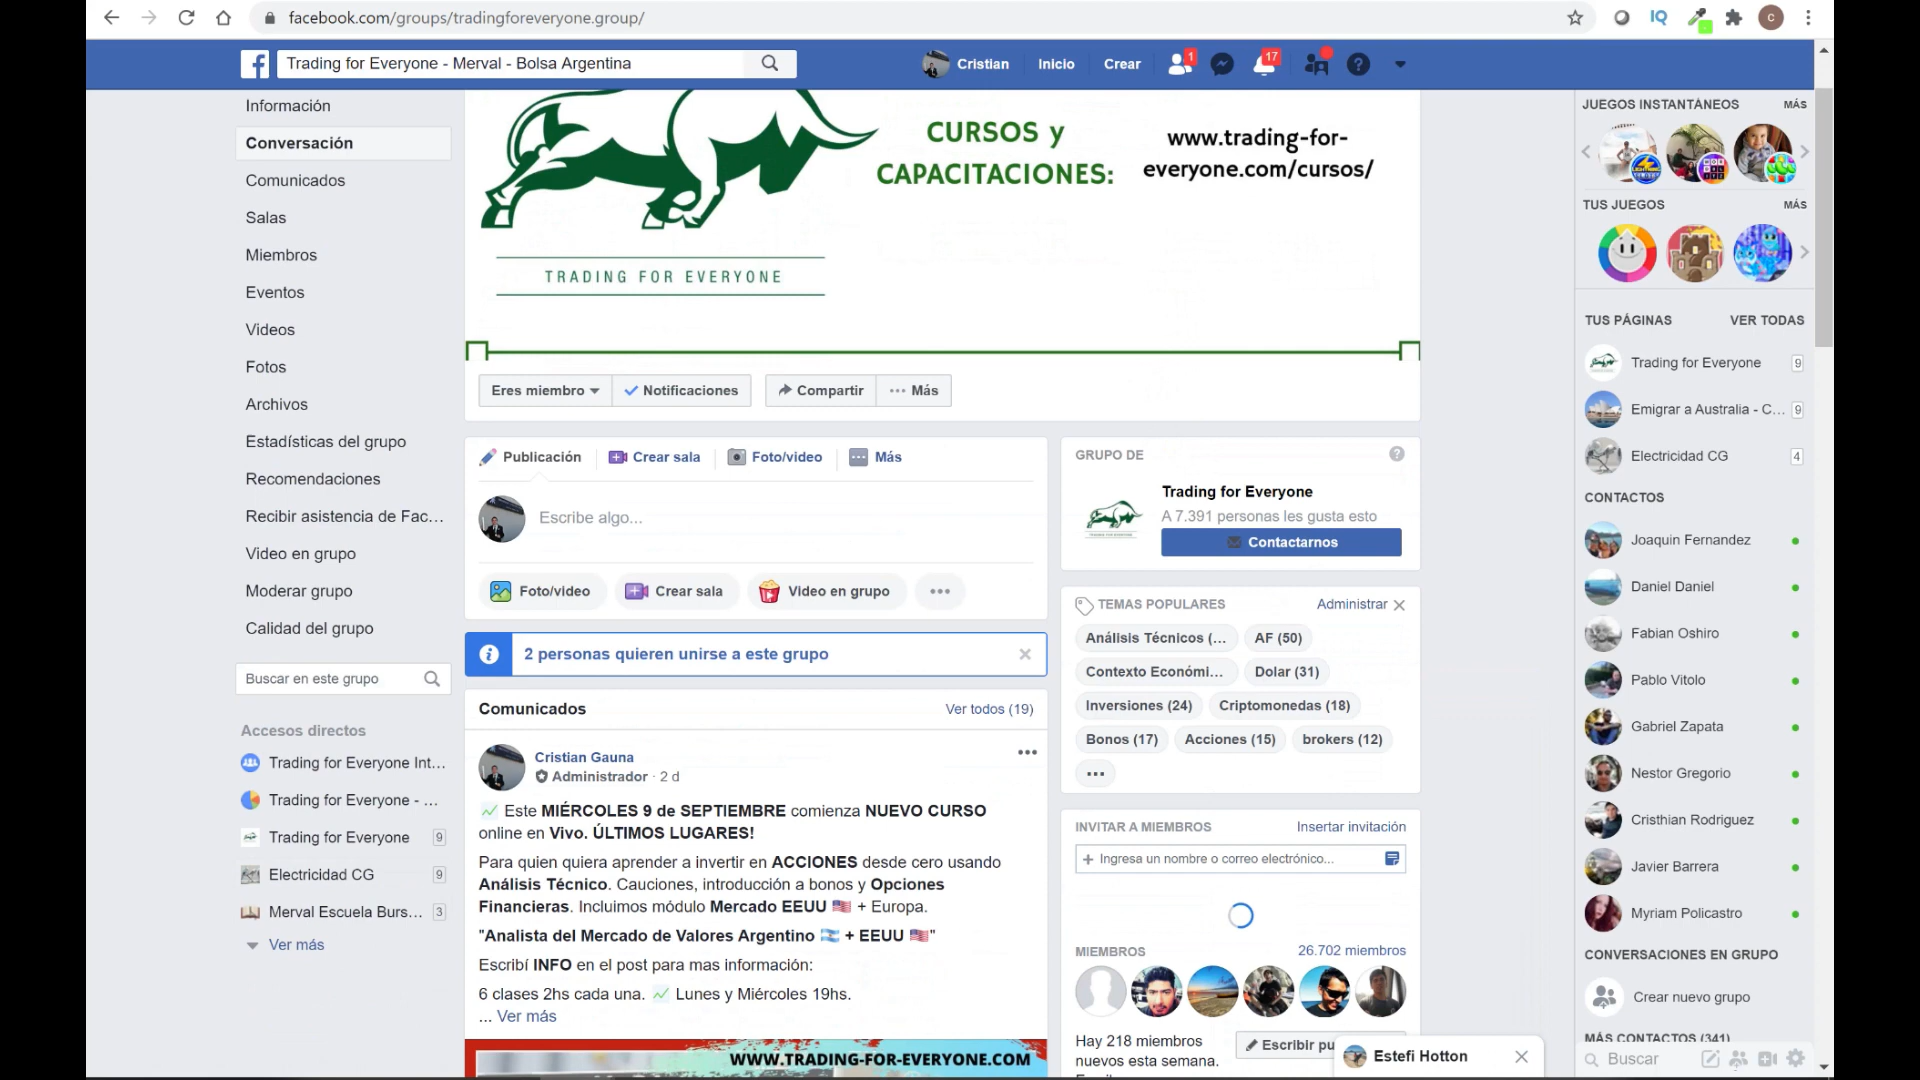 facebook.com/groups/tradingforeveryone.group/
IQ
C
Trading for Everyone - Merval - Bolsa Argentina
Cristian
Inicio
Crear
1
17
Información
Conversación
Comunicados
Salas
Miembros
Eventos
Videos
Fotos
Archivos
Estadísticas del grupo
Recomendaciones
Recibir asistencia de Fac...
Video en grupo
Moderar grupo
Calidad del grupo
Buscar en este grupo
Accesos directos
Trading for Everyone Int...
Trading for Everyone - ...
Trading for Everyone 9
Electricidad CG 9
Merval Escuela Burs... 3
Ver más
CURSOS y
CAPACITACIONES:
www.trading-for-
everyone.com/cursos/
TRADING FOR EVERYONE
Eres miembro
Notificaciones
Compartir
Más
Publicación
Crear sala
Foto/video
Más
Escribe algo...
Foto/video
Crear sala
Video en grupo
2 personas quieren unirse a este grupo
Comunicados
Ver todos (19)
Cristian Gauna
Administrador · 2 d
Este MIÉRCOLES 9 de SEPTIEMBRE comienza NUEVO CURSO
online en Vivo. ÚLTIMOS LUGARES!
Para quien quiera aprender a invertir en ACCIONES desde cero usando
Análisis Técnico. Cauciones, introducción a bonos y Opciones
Financieras. Incluimos módulo Mercado EEUU 🇺🇸 + Europa.
"Analista del Mercado de Valores Argentino 🇦🇷 + EEUU 🇺🇸"
Escribí INFO en el post para mas información:
6 clases 2hs cada una. Lunes y Miércoles 19hs.
... Ver más
WWW.TRADING-FOR-EVERYONE.COM
GRUPO DE
Trading for Everyone
A 7.391 personas les gusta esto
Contactarnos
TEMAS POPULARES
Administrar
Análisis Técnicos (...
AF (50)
Contexto Económi...
Dolar (31)
Inversiones (24)
Criptomonedas (18)
Bonos (17)
Acciones (15)
brokers (12)
INVITAR A MIEMBROS
Insertar invitación
+ Ingresa un nombre o correo electrónico...
MIEMBROS
26.702 miembros
Hay 218 miembros
nuevos esta semana.
Escribir pu
Estefi Hotton
JUEGOS INSTANTÁNEOS
MÁS
TUS JUEGOS
MÁS
TUS PÁGINAS
VER TODAS
Trading for Everyone 9
Emigrar a Australia - C... 9
Electricidad CG 4
CONTACTOS
Joaquin Fernandez
Daniel Daniel
Fabian Oshiro
Pablo Vitolo
Gabriel Zapata
Nestor Gregorio
Cristhian Rodriguez
Javier Barrera
Myriam Policastro
CONVERSACIONES EN GRUPO
Crear nuevo grupo
MÁS CONTACTOS (341)
Buscar